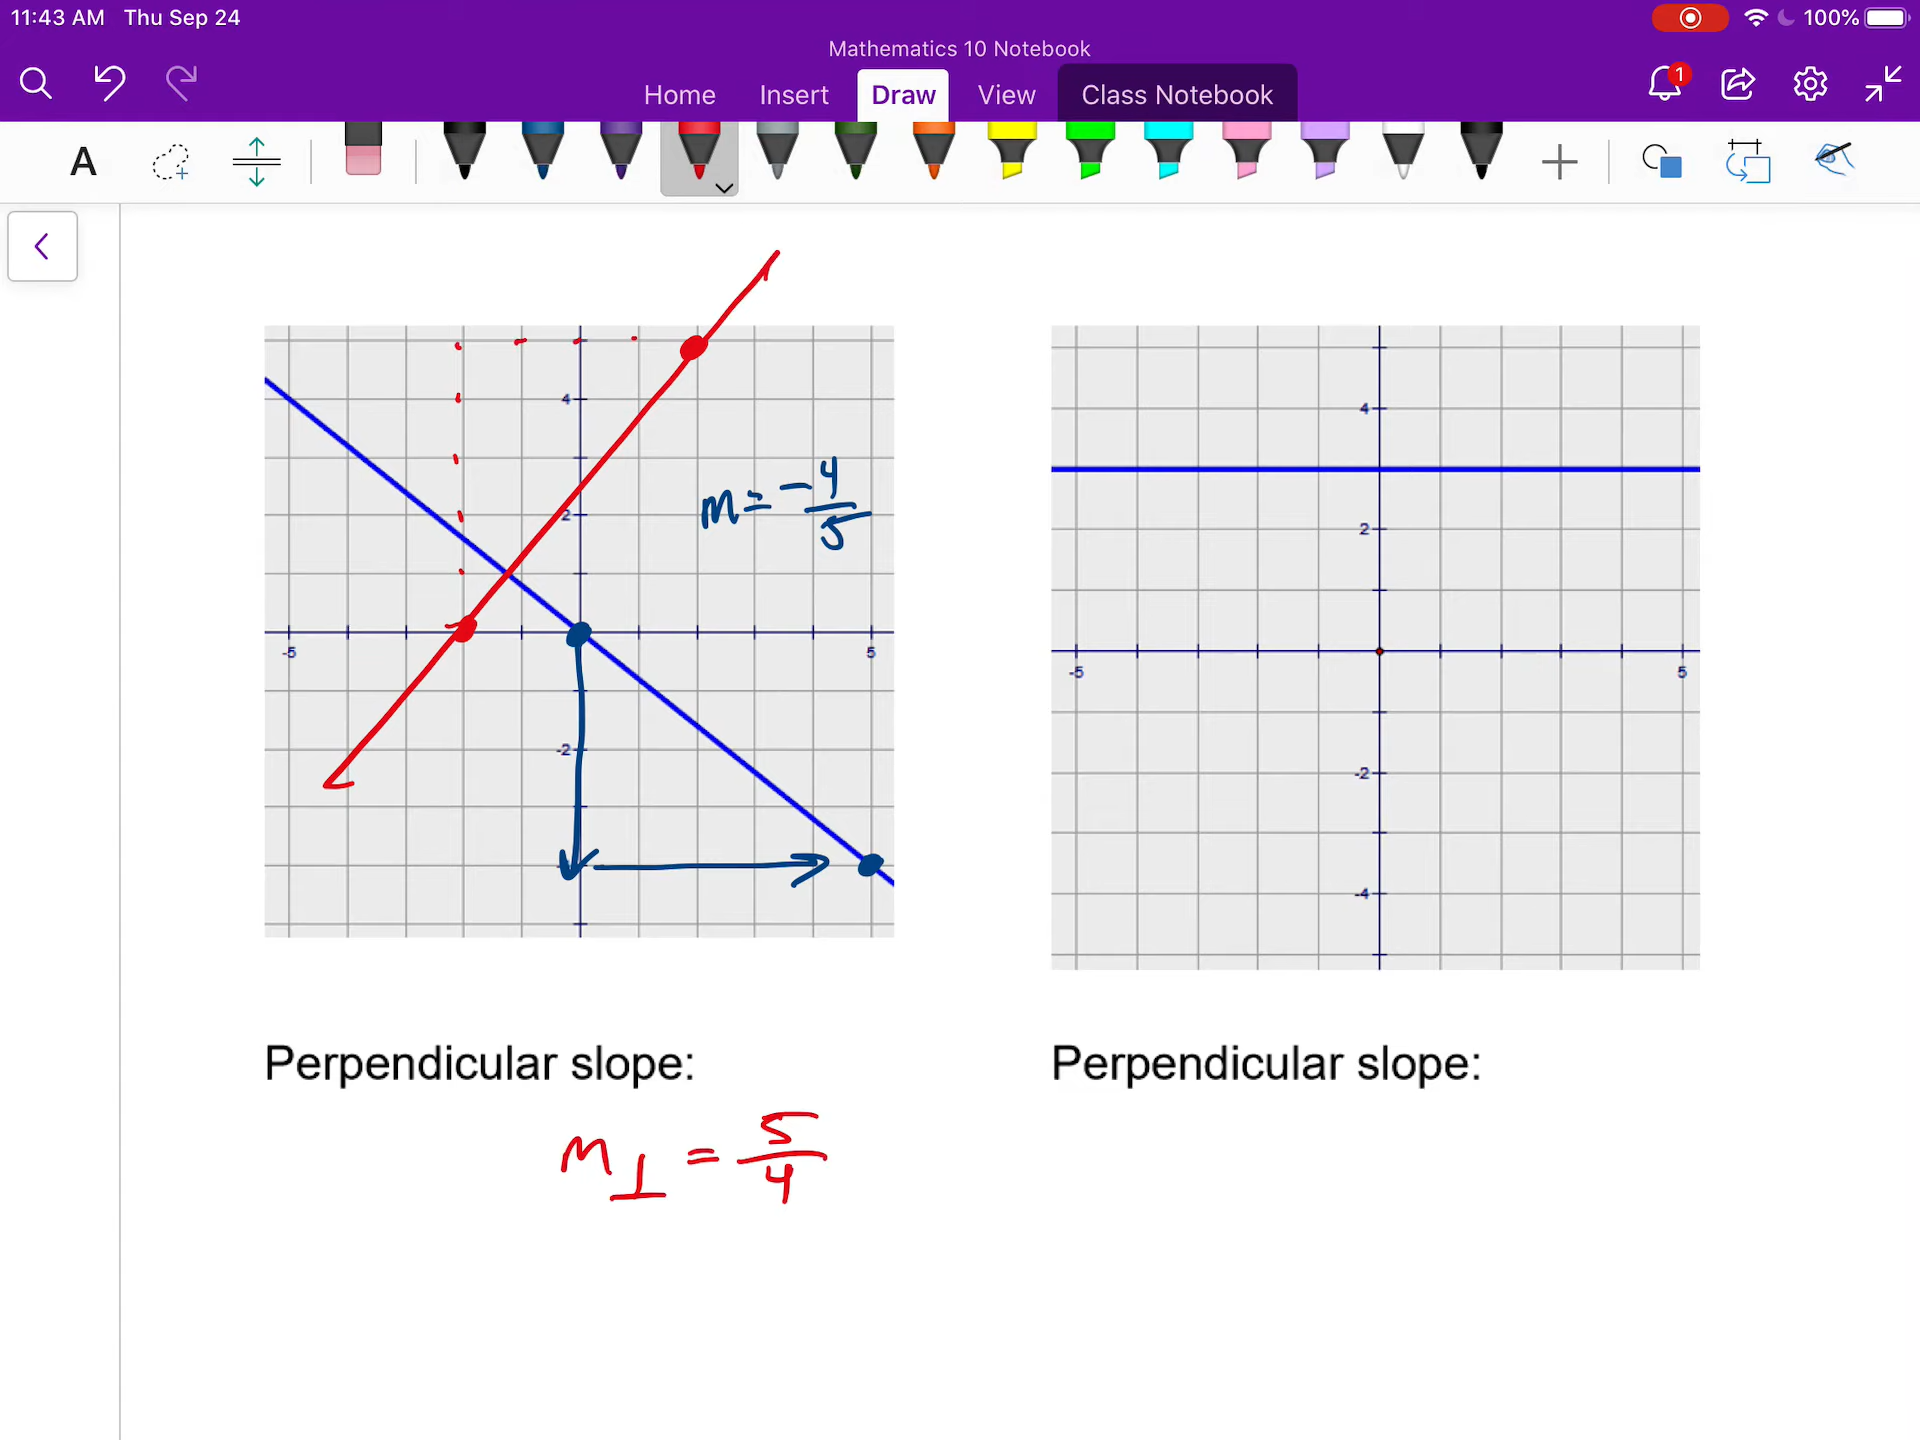 11:43 AM Thu Sep 24
100%
Mathematics 10 Notebook
Home Insert Draw View Class Notebook
1
A
4
2
-2
-5
5
m = -4/5
4
2
-2
-4
-5
5
Perpendicular slope:
m⊥ = 5/4
Perpendicular slope: